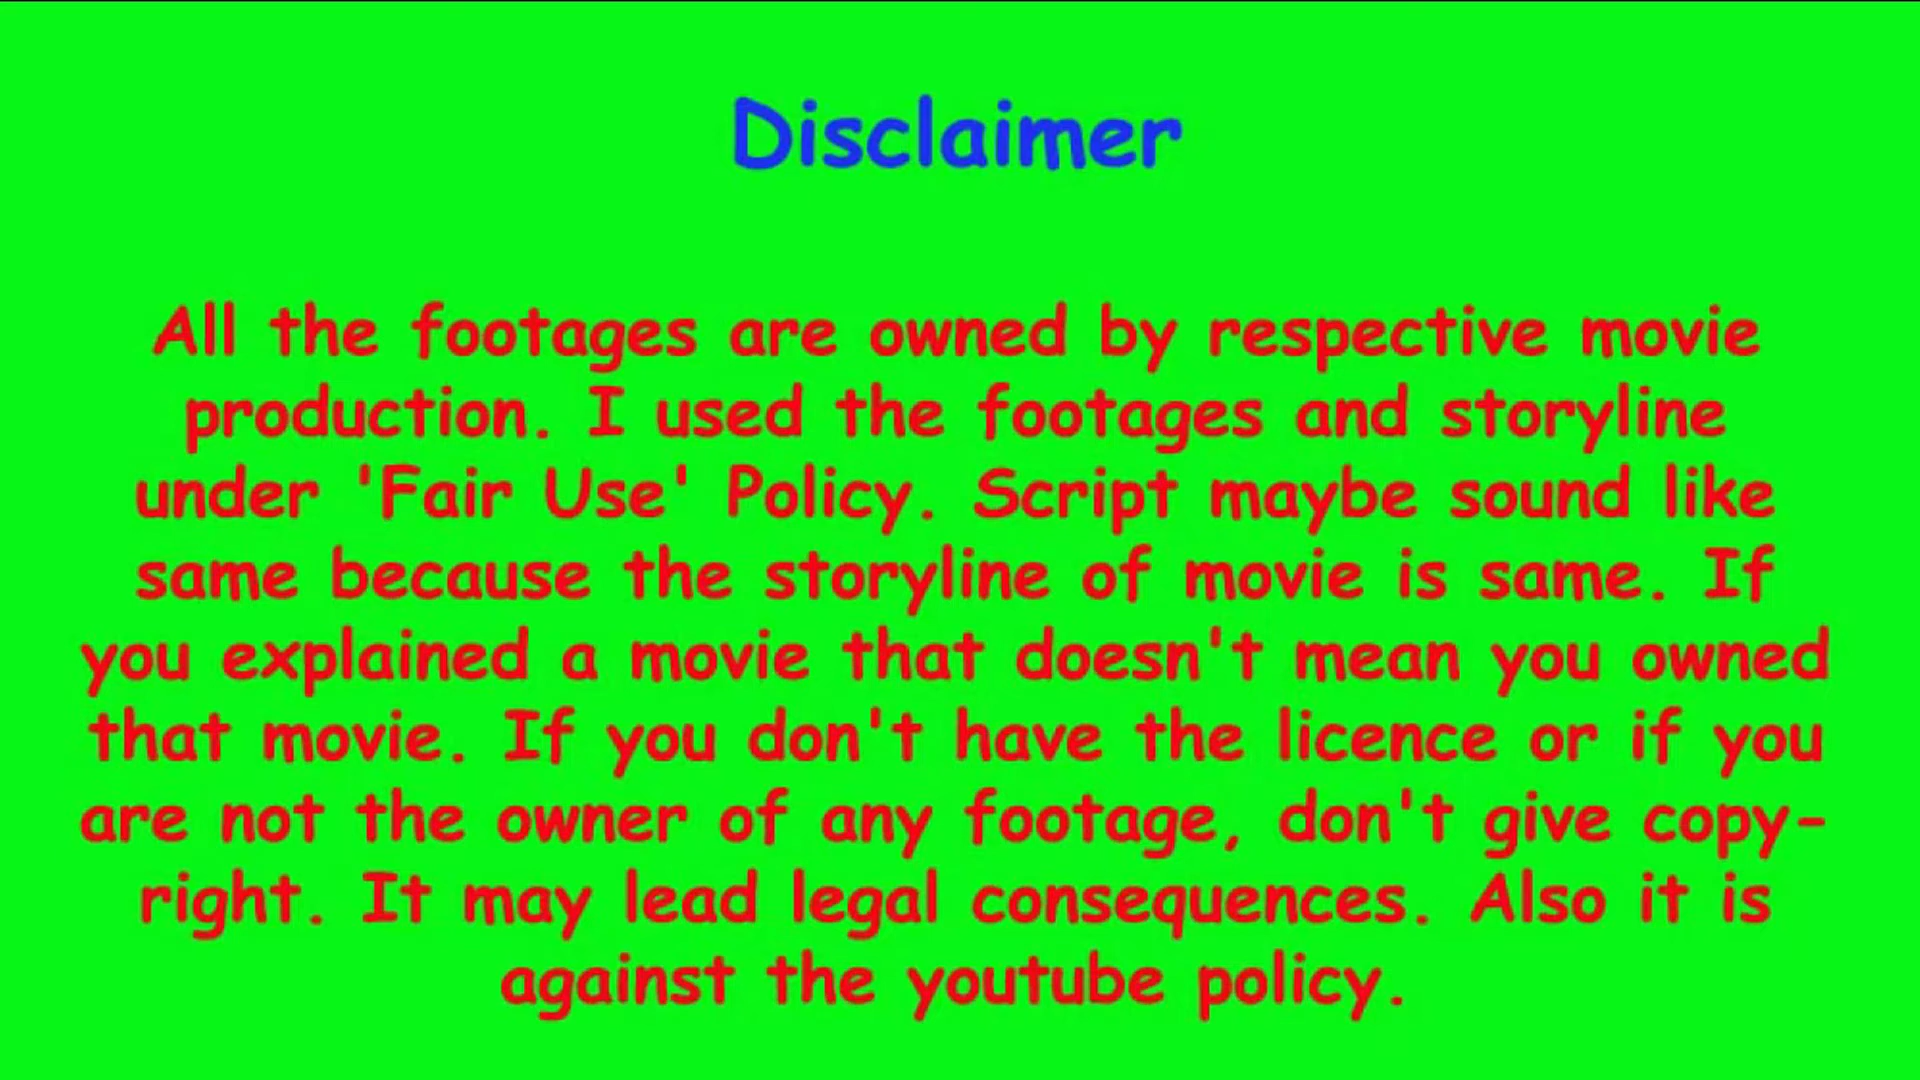 Disclaimer
All the footages are owned by respective movie
production. I used the footages and storyline
under 'Fair Use' Policy. Script maybe sound like
same because the storyline of movie is same. If
you explained a movie that doesn't mean you owned
that movie. If you don't have the licence or if you
are not the owner of any footage, don't give copy-
right. It may lead legal consequences. Also it is
against the youtube policy.